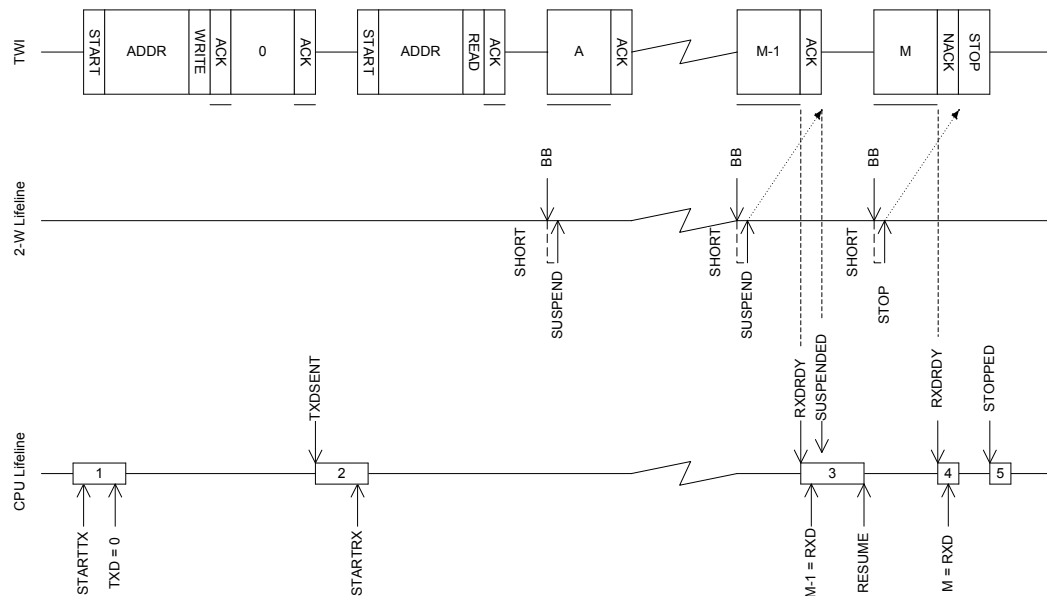 TWI
START
ADDR
WRITE
ACK
0
ACK
START
ADDR
READ
ACK
A
ACK
M-1
ACK
M
NACK
STOP
2-W Lifeline
BB
SHORT
SUSPEND
BB
SHORT
SUSPEND
BB
SHORT
STOP
CPU Lifeline
1
STARTTX
TXD = 0
TXDSENT
2
STARTRX
RXDRDY
SUSPENDED
3
M-1 = RXD
RESUME
RXDRDY
4
M = RXD
STOPPED
5